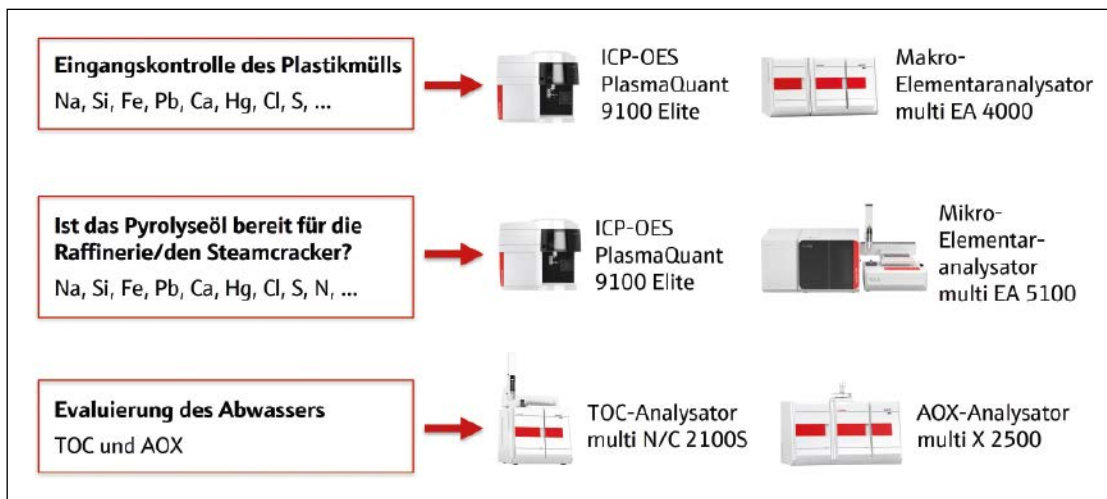 Eingangskontrolle des Plastikmülls
Na, Si, Fe, Pb, Ca, Hg, Cl, S, ...
ICP-OES
PlasmaQuant
9100 Elite
Makro-
Elementaranalysator
multi EA 4000
Ist das Pyrolyseöl bereit für die
Raffinerie/den Steamcracker?
Na, Si, Fe, Pb, Ca, Hg, Cl, S, N, ...
ICP-OES
PlasmaQuant
9100 Elite
Mikro-
Elementar-
analysator
multi EA 5100
Evaluierung des Abwassers
TOC und AOX
TOC-Analysator
multi N/C 2100S
AOX-Analysator
multi X 2500